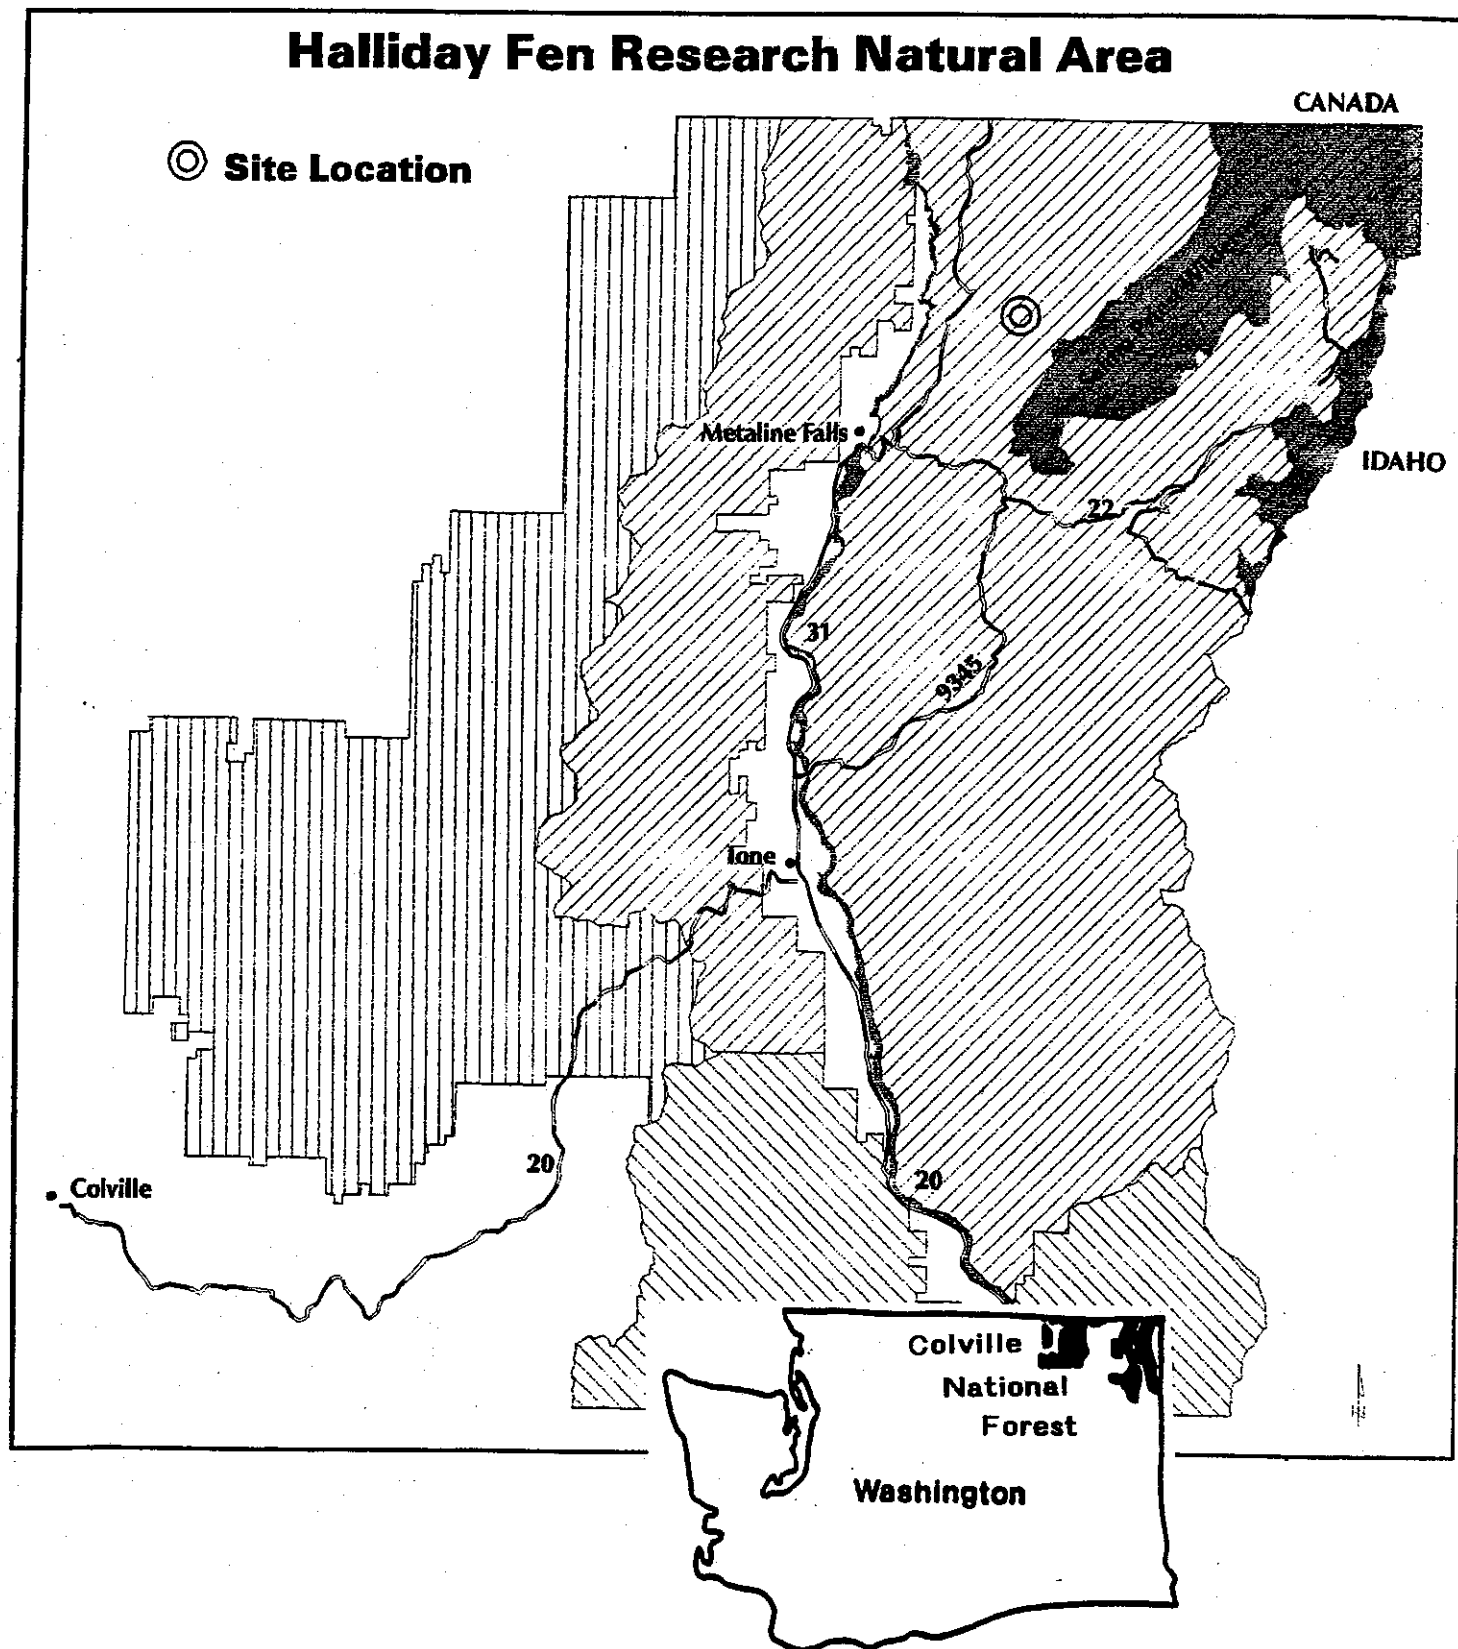 Halliday Fen Research Natural Area
CANADA
Site Location
Metaline Falls
IDAHO
22
31
9345
Ione
20
20
Colville
Colville
National
Forest
Washington